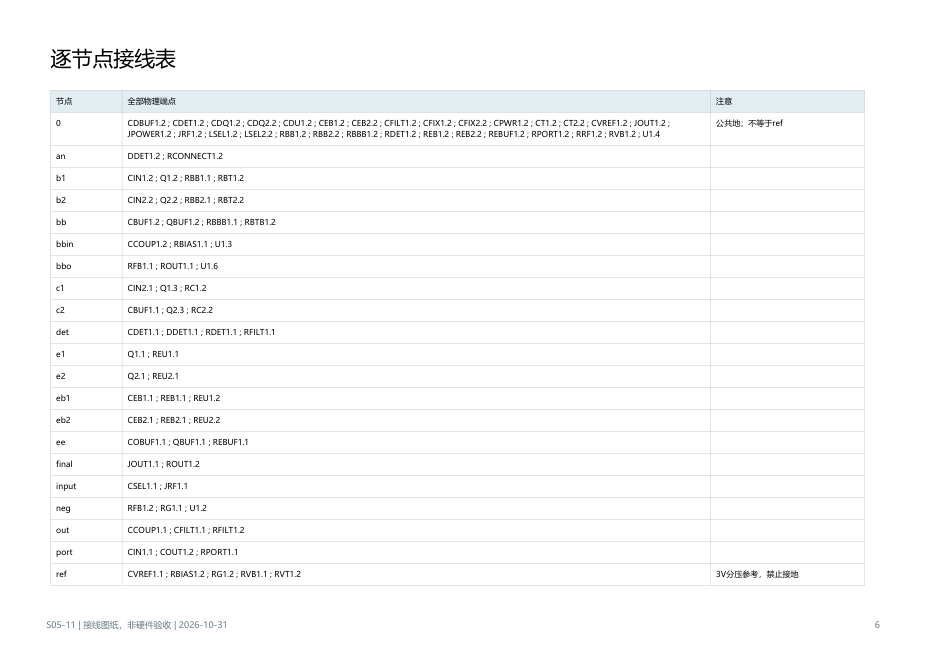 逐节点接线表
节点 全部物理端点 注意
0 CDBUF1.2 ; CDET1.2 ; CDQ1.2 ; CDQ2.2 ; CDU1.2 ; CEB1.2 ; CEB2.2 ; CFILT1.2 ; CFIX1.2 ; CFIX2.2 ; CPWR1.2 ; CT1.2 ; CT2.2 ; CVREF1.2 ; JOUT1.2 ; 公共地；不等于ref
JPOWER1.2 ; JRF1.2 ; LSEL1.2 ; LSEL2.2 ; RBB1.2 ; RBB2.2 ; RBBB1.2 ; RDET1.2 ; REB1.2 ; REB2.2 ; REBUF1.2 ; RPORT1.2 ; RRF1.2 ; RVB1.2 ; U1.4
an DDET1.2 ; RCONNECT1.2
b1 CIN1.2 ; Q1.2 ; RBB1.1 ; RBT1.2
b2 CIN2.2 ; Q2.2 ; RBB2.1 ; RBT2.2
bb CBUF1.2 ; QBUF1.2 ; RBBB1.1 ; RBTB1.2
bbin CCOUP1.2 ; RBIAS1.1 ; U1.3
bbo RFB1.1 ; ROUT1.1 ; U1.6
c1 CIN2.1 ; Q1.3 ; RC1.2
c2 CBUF1.1 ; Q2.3 ; RC2.2
det CDET1.1 ; DDET1.1 ; RDET1.1 ; RFILT1.1
e1 Q1.1 ; REU1.1
e2 Q2.1 ; REU2.1
eb1 CEB1.1 ; REB1.1 ; REU1.2
eb2 CEB2.1 ; REB2.1 ; REU2.2
ee COBUF1.1 ; QBUF1.1 ; REBUF1.1
final JOUT1.1 ; ROUT1.2
input CSEL1.1 ; JRF1.1
neg RFB1.2 ; RG1.1 ; U1.2
out CCOUP1.1 ; CFILT1.1 ; RFILT1.2
port CIN1.1 ; COUT1.2 ; RPORT1.1
ref CVREF1.1 ; RBIAS1.2 ; RG1.2 ; RVB1.1 ; RVT1.2 3V分压参考，禁止接地
S05-11 | 接线图纸，非硬件验收 | 2026-10-31 6